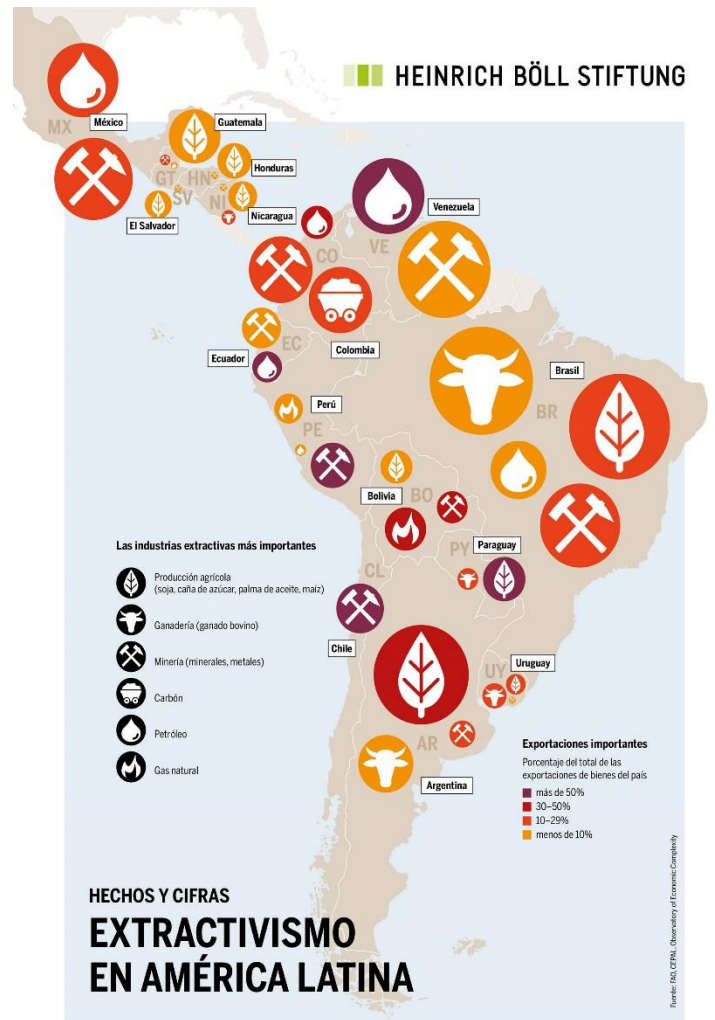 HEINRICH BÖLL STIFTUNG
MX
México
Guatemala
Honduras
GT
HN
SV
NI
El Salvador
Nicaragua
Venezuela
VE
CO
Colombia
EC
Ecuador
Brasil
BR
Perú
PE
Bolivia
BO
PY
Paraguay
CL
Chile
UY
Uruguay
AR
Argentina
Las industrias extractivas más importantes
Producción agrícola
(soja, caña de azúcar, palma de aceite, maíz)
Ganadería (ganado bovino)
Minería (minerales, metales)
Carbón
Petróleo
Gas natural
Exportaciones importantes
Porcentaje del total de las
exportaciones de bienes del país
más de 50%
30–50%
10–29%
menos de 10%
HECHOS Y CIFRAS
EXTRACTIVISMO
EN AMÉRICA LATINA
Fuente: FAO, CEPAL, Observatory of Economic Complexity